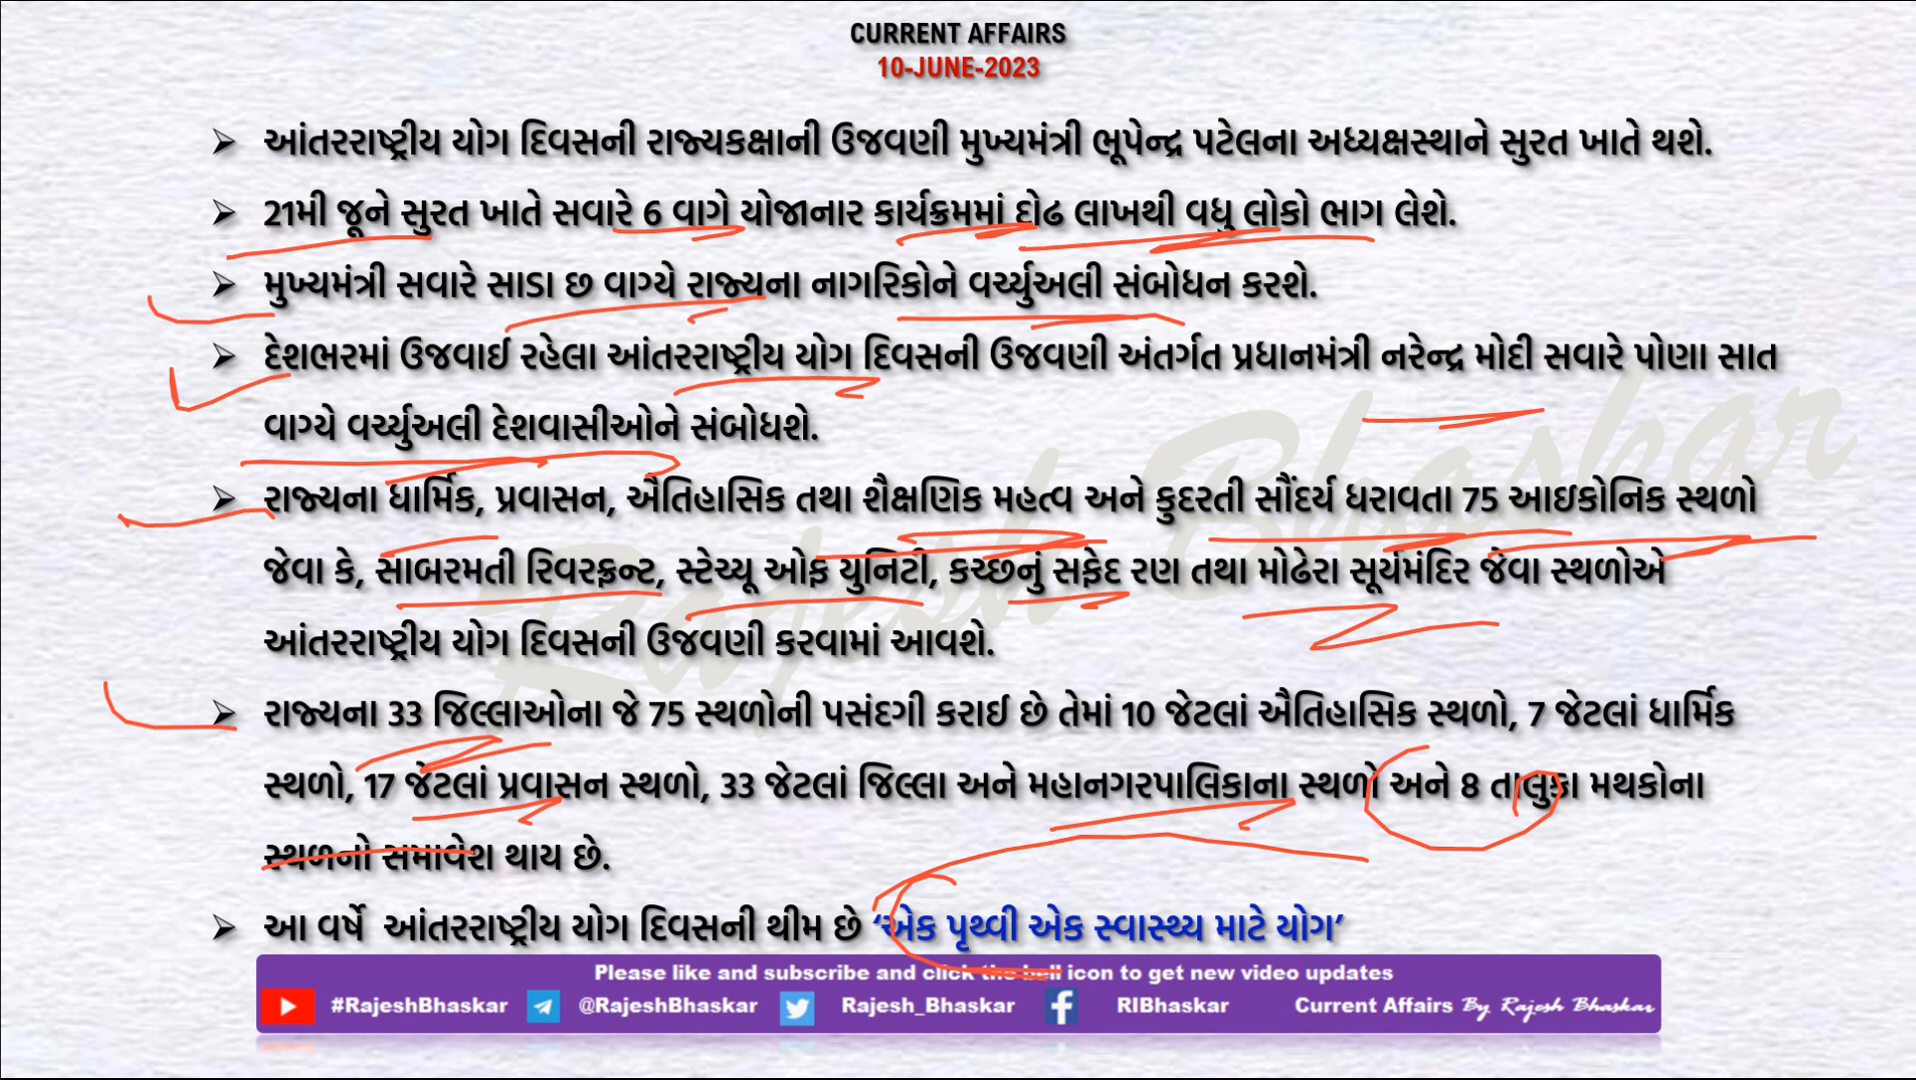 CURRENT AFFAIRS
10-JUNE-2023
➢ આંતરરાષ્ટ્રીય યોગ દિવસની રાજ્યકક્ષાની ઉજવણી મુખ્યમંત્રી ભૂપેન્દ્ર પટેલના અધ્યક્ષસ્થાને સુરત ખાતે થશે.
➢ 21મી જૂને સુરત ખાતે સવારે 6 વાગે યોજાનાર કાર્યક્રમમાં દોઢ લાખથી વધુ લોકો ભાગ લેશે.
➢ મુખ્યમંત્રી સવારે સાડા છ વાગ્યે રાજ્યના નાગરિકોને વર્ચ્યુઅલી સંબોધન કરશે.
➢ દેશભરમાં ઉજવાઈ રહેલા આંતરરાષ્ટ્રીય યોગ દિવસની ઉજવણી અંતર્ગત પ્રધાનમંત્રી નરેન્દ્ર મોદી સવારે પોણા સાત
વાગ્યે વર્ચ્યુઅલી દેશવાસીઓને સંબોધશે.
➢ રાજ્યના ધાર્મિક, પ્રવાસન, ઐતિહાસિક તથા શૈક્ષણિક મહત્વ અને કુદરતી સૌંદર્ય ધરાવતા 75 આઇકોનિક સ્થળો
જેવા કે, સાબરમતી રિવરફ્રન્ટ, સ્ટેચ્યૂ ઓફ યુનિટી, કચ્છનું સફેદ રણ તથા મોઢેરા સૂર્યમંદિર જેવા સ્થળોએ
આંતરરાષ્ટ્રીય યોગ દિવસની ઉજવણી કરવામાં આવશે.
➢ રાજ્યના 33 જિલ્લાઓના જે 75 સ્થળોની પસંદગી કરાઈ છે તેમાં 10 જેટલાં ઐતિહાસિક સ્થળો, 7 જેટલાં ધાર્મિક
સ્થળો, 17 જેટલાં પ્રવાસન સ્થળો, 33 જેટલાં જિલ્લા અને મહાનગરપાલિકાના સ્થળો અને 8 તાલુકા મથકોના
સ્થળનો સમાવેશ થાય છે.
➢ આ વર્ષે આંતરરાષ્ટ્રીય યોગ દિવસની થીમ છે ‘એક પૃથ્વી એક સ્વાસ્થ્ય માટે યોગ’
Please like and subscribe and click the bell icon to get new video updates
#RajeshBhaskar @RajeshBhaskar Rajesh_Bhaskar RIBhaskar Current Affairs By Rajesh Bhaskar
Rajesh Bhaskar